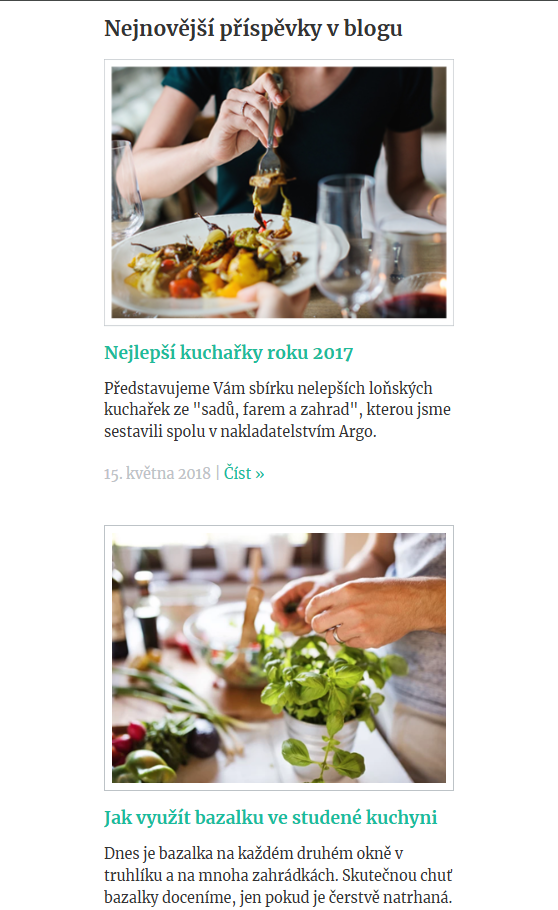 Nejnovější příspěvky v blogu
Nejlepší kuchařky roku 2017
Představujeme Vám sbírku nelepších loňských
kuchařek ze "sadů, farem a zahrad", kterou jsme
sestavili spolu v nakladatelstvím Argo.
15. května 2018 | Číst »
Jak využít bazalku ve studené kuchyni
Dnes je bazalka na každém druhém okně v
truhlíku a na mnoha zahrádkách. Skutečnou chuť
bazalky doceníme, jen pokud je čerstvě natrhaná.